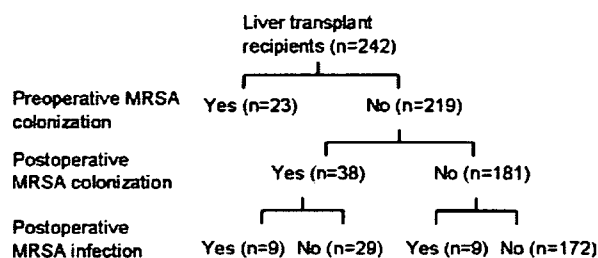 Liver transplant
recipients (n=242)
Preoperative MRSA
colonization
Yes (n=23) No (n=219)
Postoperative
MRSA colonization
Yes (n=38) No (n=181)
Postoperative
MRSA infection
Yes (n=9) No (n=29) Yes (n=9) No (n=172)